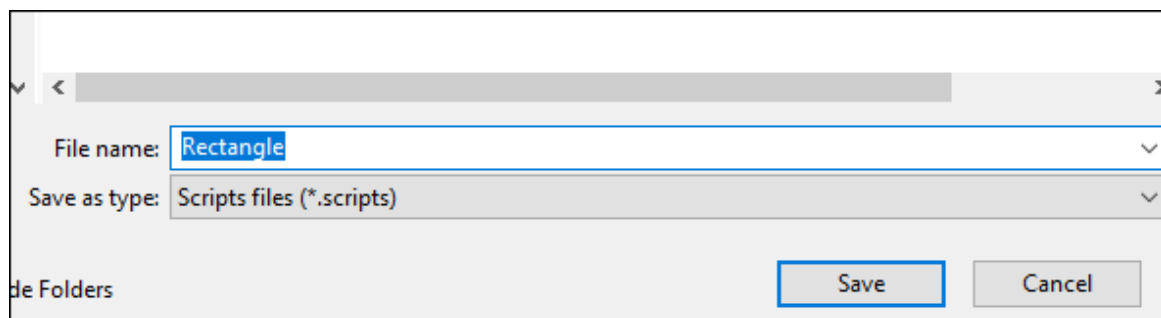 File name: Rectangle
Save as type: Scripts files (*.scripts)
de Folders Save Cancel